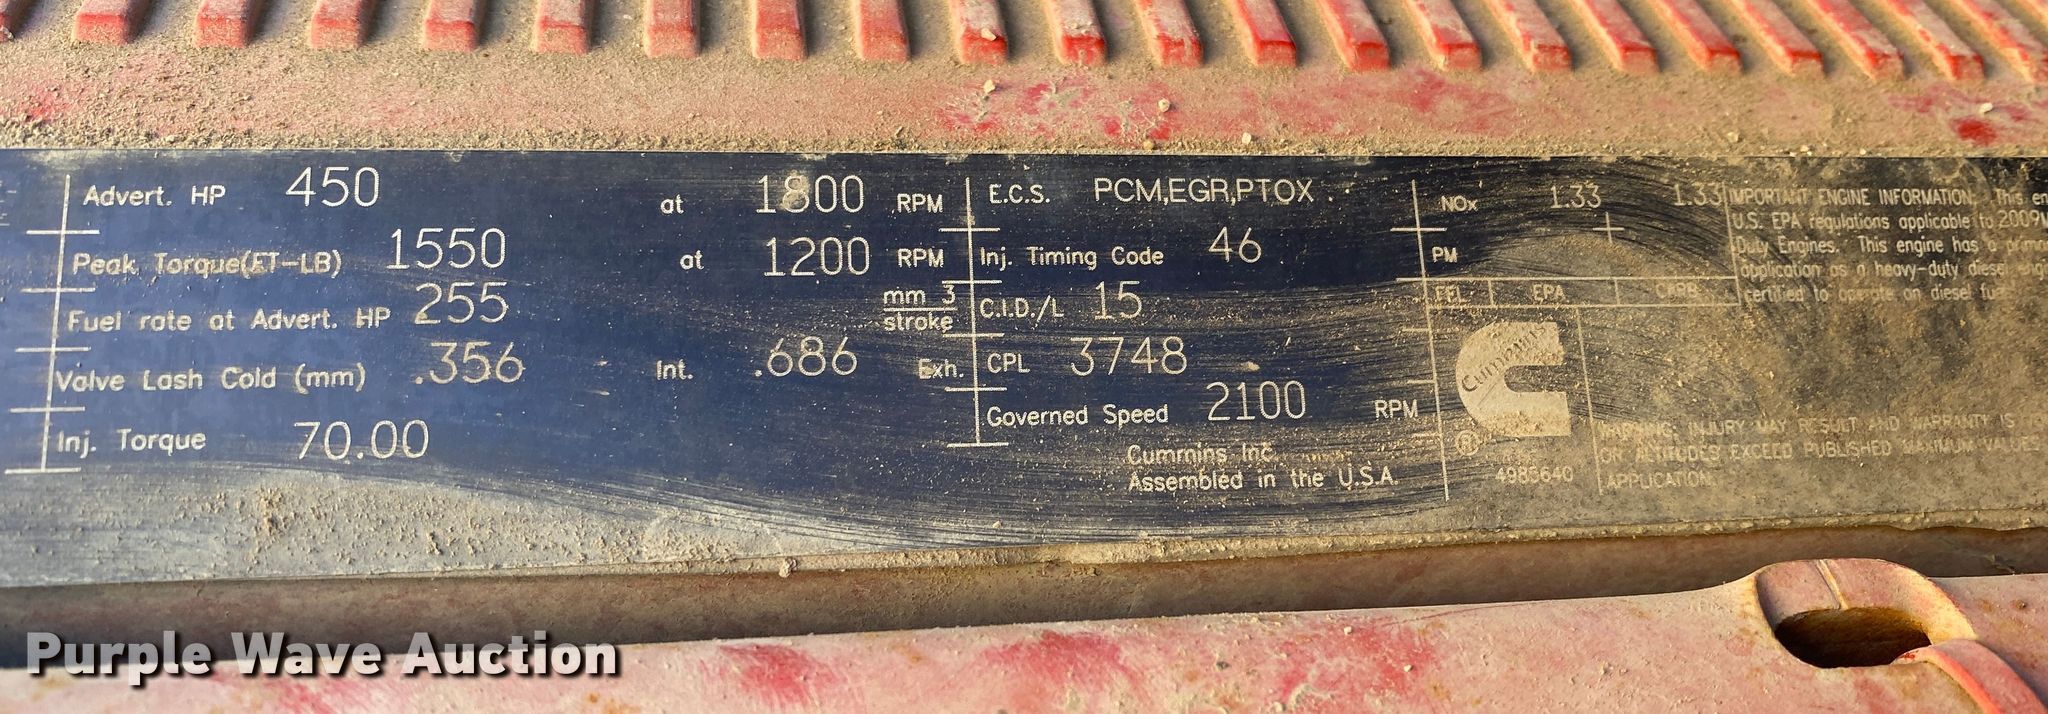 Advert. HP 450 at 1800 RPM
Peak Torque(FT-LB) 1550 at 1200 RPM
Fuel rate at Advert. HP 255 mm 3 stroke
Valve Lash Cold (mm) .356 Int. .686 Exh.
Inj. Torque 70.00
E.C.S. PCM,EGR,PTOX .
Inj. Timing Code 46
C.I.D./L 15
CPL 3748
Governed Speed 2100 RPM
Cummins Inc.
Assembled in the U.S.A.
NOx 1.33 1.33
PM
FEL EPA
Cummins
®
4985640
IMPORTANT ENGINE INFORMATION: This
U.S. EPA regulations applicable to 2009
Duty Engines. This engine has a
application as a heavy-duty diesel
certified to operate on diesel
WARNING: INJURY MAY RESULT AND WARRANTY IS
OR ALTITUDES EXCEED PUBLISHED MAXIMUM VALUES
APPLICATION.
Purple Wave Auction